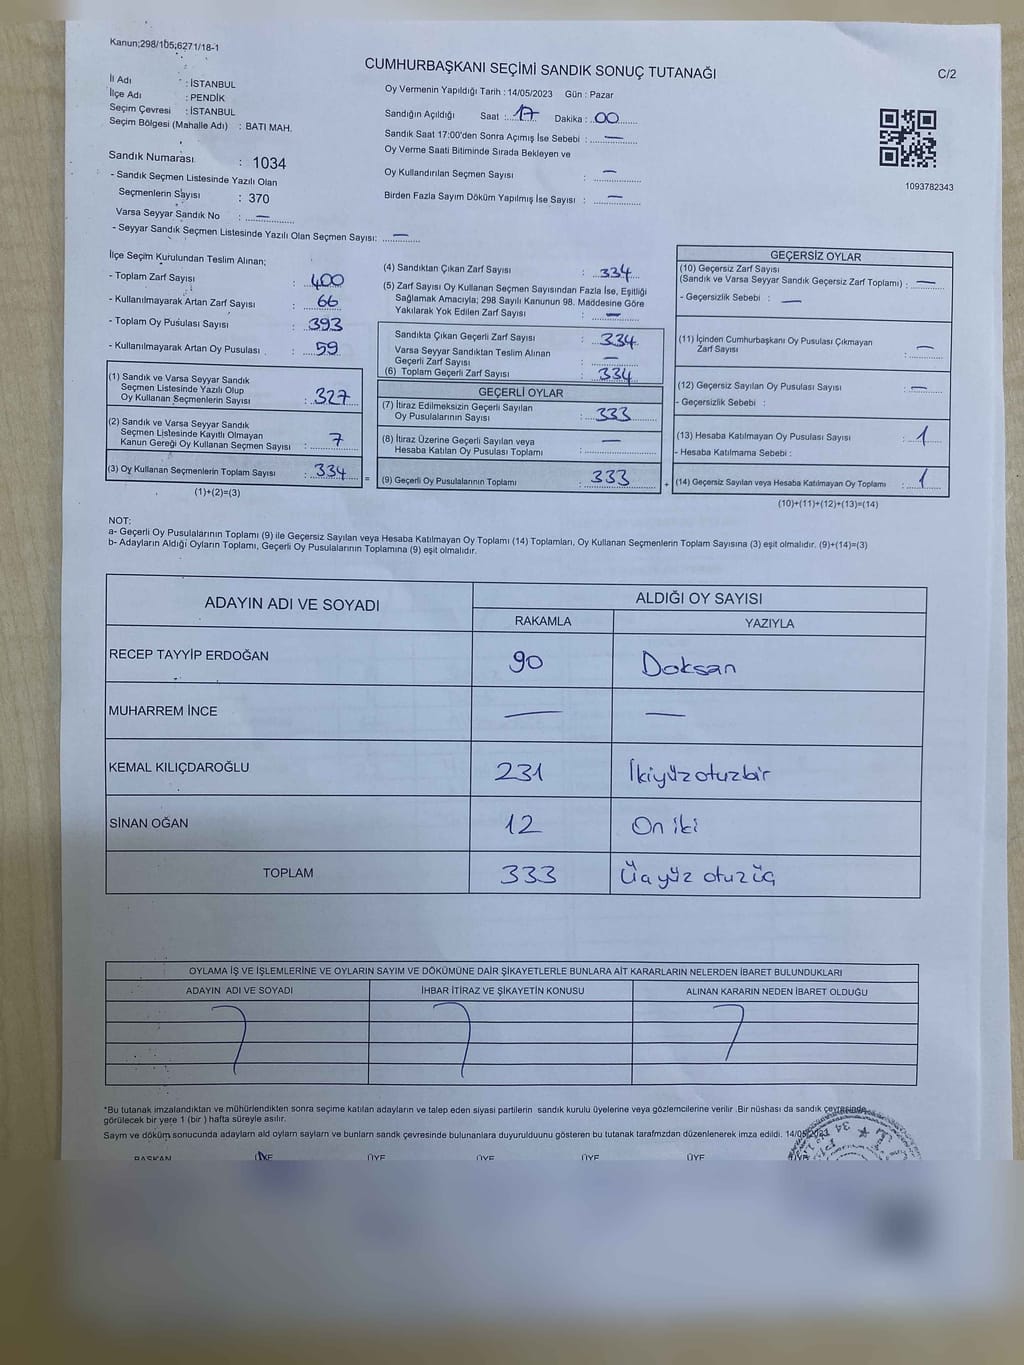 Kanun;298/105;6271/18-1
CUMHURBAŞKANI SEÇİMİ SANDIK SONUÇ TUTANAĞI
C/2
İl Adı : İSTANBUL
İlçe Adı : PENDİK
Seçim Çevresi : İSTANBUL
Seçim Bölgesi (Mahalle Adı) : BATI MAH.
Oy Vermenin Yapıldığı Tarih : 14/05/2023 Gün : Pazar
Sandığın Açıldığı Saat : 17 Dakika : 00
Sandık Saat 17:00'den Sonra Açımış İse Sebebi : —
Oy Verme Saati Bitiminde Sırada Bekleyen ve
Oy Kullandırılan Seçmen Sayısı : —
Birden Fazla Sayım Döküm Yapılmış İse Sayısı : —
1093782343
Sandık Numarası : 1034
- Sandık Seçmen Listesinde Yazılı Olan
Seçmenlerin Sayısı : 370
Varsa Seyyar Sandık No : —
- Seyyar Sandık Seçmen Listesinde Yazılı Olan Seçmen Sayısı: —
İlçe Seçim Kurulundan Teslim Alınan;
- Toplam Zarf Sayısı : 400
- Kullanılmayarak Artan Zarf Sayısı : 66
- Toplam Oy Pusulası Sayısı : 393
- Kullanılmayarak Artan Oy Pusulası : 59
(1) Sandık ve Varsa Seyyar Sandık
Seçmen Listesinde Yazılı Olup
Oy Kullanan Seçmenlerin Sayısı : 327
(2) Sandık ve Varsa Seyyar Sandık
Seçmen Listesinde Kayıtlı Olmayan
Kanun Gereği Oy Kullanan Seçmen Sayısı : 7
(3) Oy Kullanan Seçmenlerin Toplam Sayısı : 334 =
(1)+(2)=(3)
(4) Sandıktan Çıkan Zarf Sayısı : 334
(5) Zarf Sayısı Oy Kullanan Seçmen Sayısından Fazla İse, Eşitliği
Sağlamak Amacıyla; 298 Sayılı Kanunun 98. Maddesine Göre
Yakılarak Yok Edilen Zarf Sayısı : —
Sandıkta Çıkan Geçerli Zarf Sayısı : 334
Varsa Seyyar Sandıktan Teslim Alınan
Geçerli Zarf Sayısı : —
(6) Toplam Geçerli Zarf Sayısı : 334
GEÇERLİ OYLAR
(7) İtiraz Edilmeksizin Geçerli Sayılan
Oy Pusulalarının Sayısı : 333
(8) İtiraz Üzerine Geçerli Sayılan veya
Hesaba Katılan Oy Pusulası Toplamı : —
(9) Geçerli Oy Pusulalarının Toplamı : 333 +
GEÇERSİZ OYLAR
(10) Geçersiz Zarf Sayısı
(Sandık ve Varsa Seyyar Sandık Geçersiz Zarf Toplamı) : —
- Geçersizlik Sebebi : —
(11) İçinden Cumhurbaşkanı Oy Pusulası Çıkmayan
Zarf Sayısı : —
(12) Geçersiz Sayılan Oy Pusulası Sayısı : —
- Geçersizlik Sebebi :
(13) Hesaba Katılmayan Oy Pusulası Sayısı : 1
- Hesaba Katılmama Sebebi :
(14) Geçersiz Sayılan veya Hesaba Katılmayan Oy Toplamı : 1
(10)+(11)+(12)+(13)=(14)
NOT:
a- Geçerli Oy Pusulalarının Toplamı (9) ile Geçersiz Sayılan veya Hesaba Katılmayan Oy Toplamı (14) Toplamları, Oy Kullanan Seçmenlerin Toplam Sayısına (3) eşit olmalıdır. (9)+(14)=(3)
b- Adayların Aldığı Oyların Toplamı, Geçerli Oy Pusulalarının Toplamına (9) eşit olmalıdır.
ADAYIN ADI VE SOYADI ALDIĞI OY SAYISI
RAKAMLA YAZIYLA
RECEP TAYYİP ERDOĞAN 90 Doksan
MUHARREM İNCE — —
KEMAL KILIÇDAROĞLU 231 İkiyüzotuzbir
SİNAN OĞAN 12 On iki
TOPLAM 333 Üçyüz otuz üç
OYLAMA İŞ VE İŞLEMLERİNE VE OYLARIN SAYIM VE DÖKÜMÜNE DAİR ŞİKAYETLERLE BUNLARA AİT KARARLARIN NELERDEN İBARET BULUNDUKLARI
ADAYIN ADI VE SOYADI İHBAR İTİRAZ VE ŞİKAYETİN KONUSU ALINAN KARARIN NEDEN İBARET OLDUĞU
*Bu tutanak imzalandıktan ve mühürlendikten sonra seçime katılan adayların ve talep eden siyasi partilerin sandık kurulu üyelerine veya gözlemcilerine verilir .Bir nüshası da sandık çevresinde
görülecek bir yere 1 (bir ) hafta süreyle asılır.
Sayım ve döküm sonucunda adayların ald oyların sayların ve bunların sandk çevresinde bulunanlara duyurulduunu gösteren bu tutanak tarafmzdan düzenlenerek imza edildi. 14/05/2023
BAŞKAN ÜYE ÜYE ÜYE ÜYE ÜYE